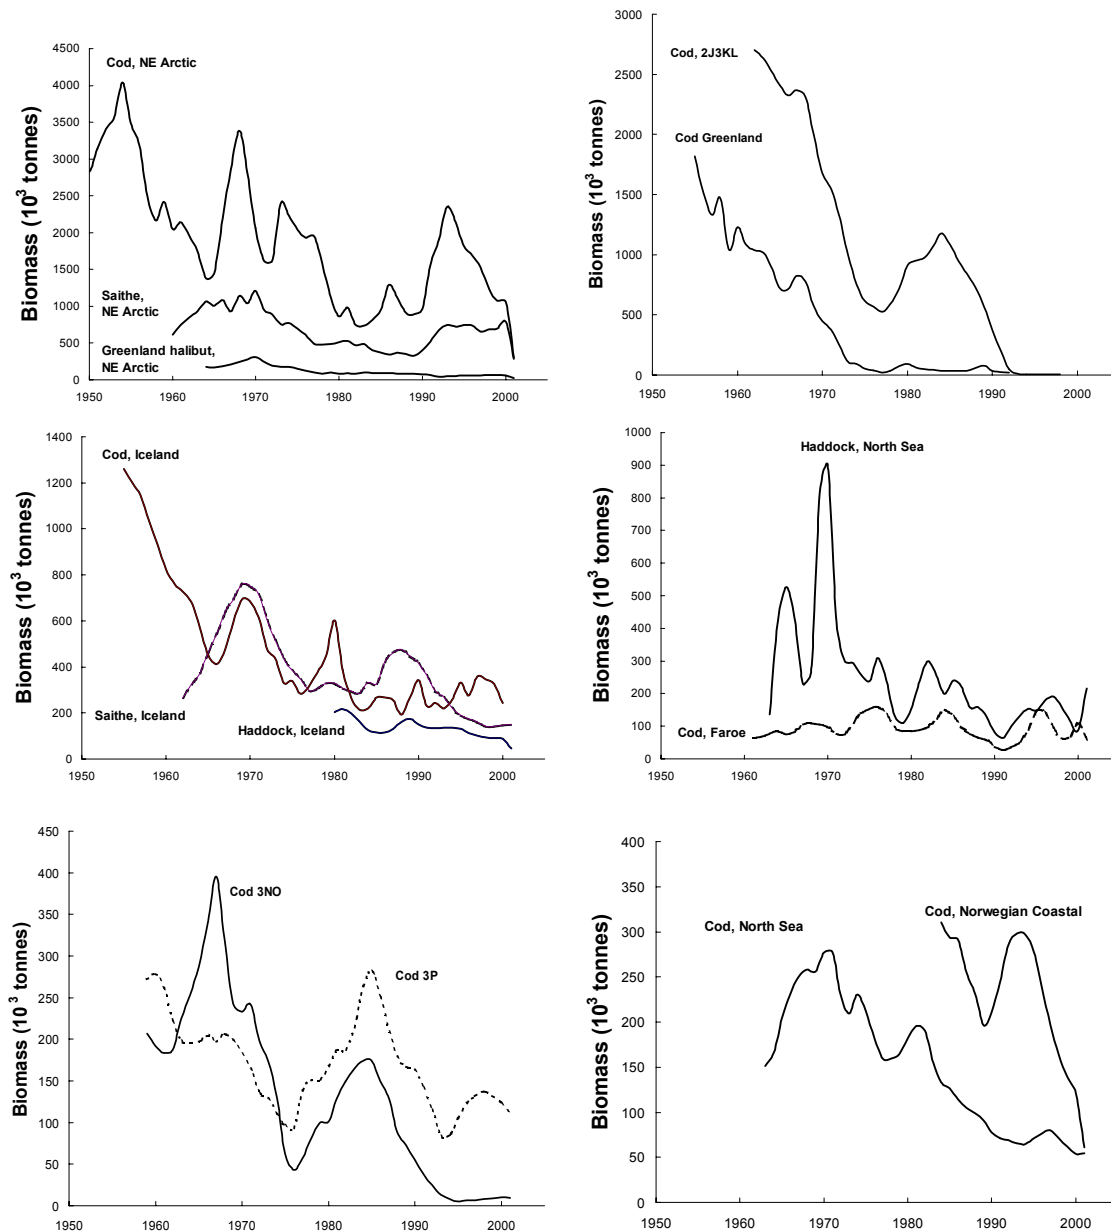 Biomass (10³ tonnes)
4500
4000
3500
3000
2500
2000
1500
1000
500
0
Cod, NE Arctic
Saithe,
NE Arctic
Greenland halibut,
NE Arctic
1950 1960 1970 1980 1990 2000
Biomass (10³ tonnes)
3000
2500
2000
1500
1000
500
0
Cod, 2J3KL
Cod Greenland
1950 1960 1970 1980 1990 2000
Biomass (10³ tonnes)
1400
1200
1000
800
600
400
200
0
Cod, Iceland
Saithe, Iceland
Haddock, Iceland
1950 1960 1970 1980 1990 2000
Biomass (10³ tonnes)
1000
900
800
700
600
500
400
300
200
100
0
Haddock, North Sea
Cod, Faroe
1950 1960 1970 1980 1990 2000
Biomass (10³ tonnes)
450
400
350
300
250
200
150
100
50
0
Cod 3NO
Cod 3P
1950 1960 1970 1980 1990 2000
Biomass (10³ tonnes)
400
350
300
250
200
150
100
50
0
Cod, North Sea
Cod, Norwegian Coastal
1950 1960 1970 1980 1990 2000